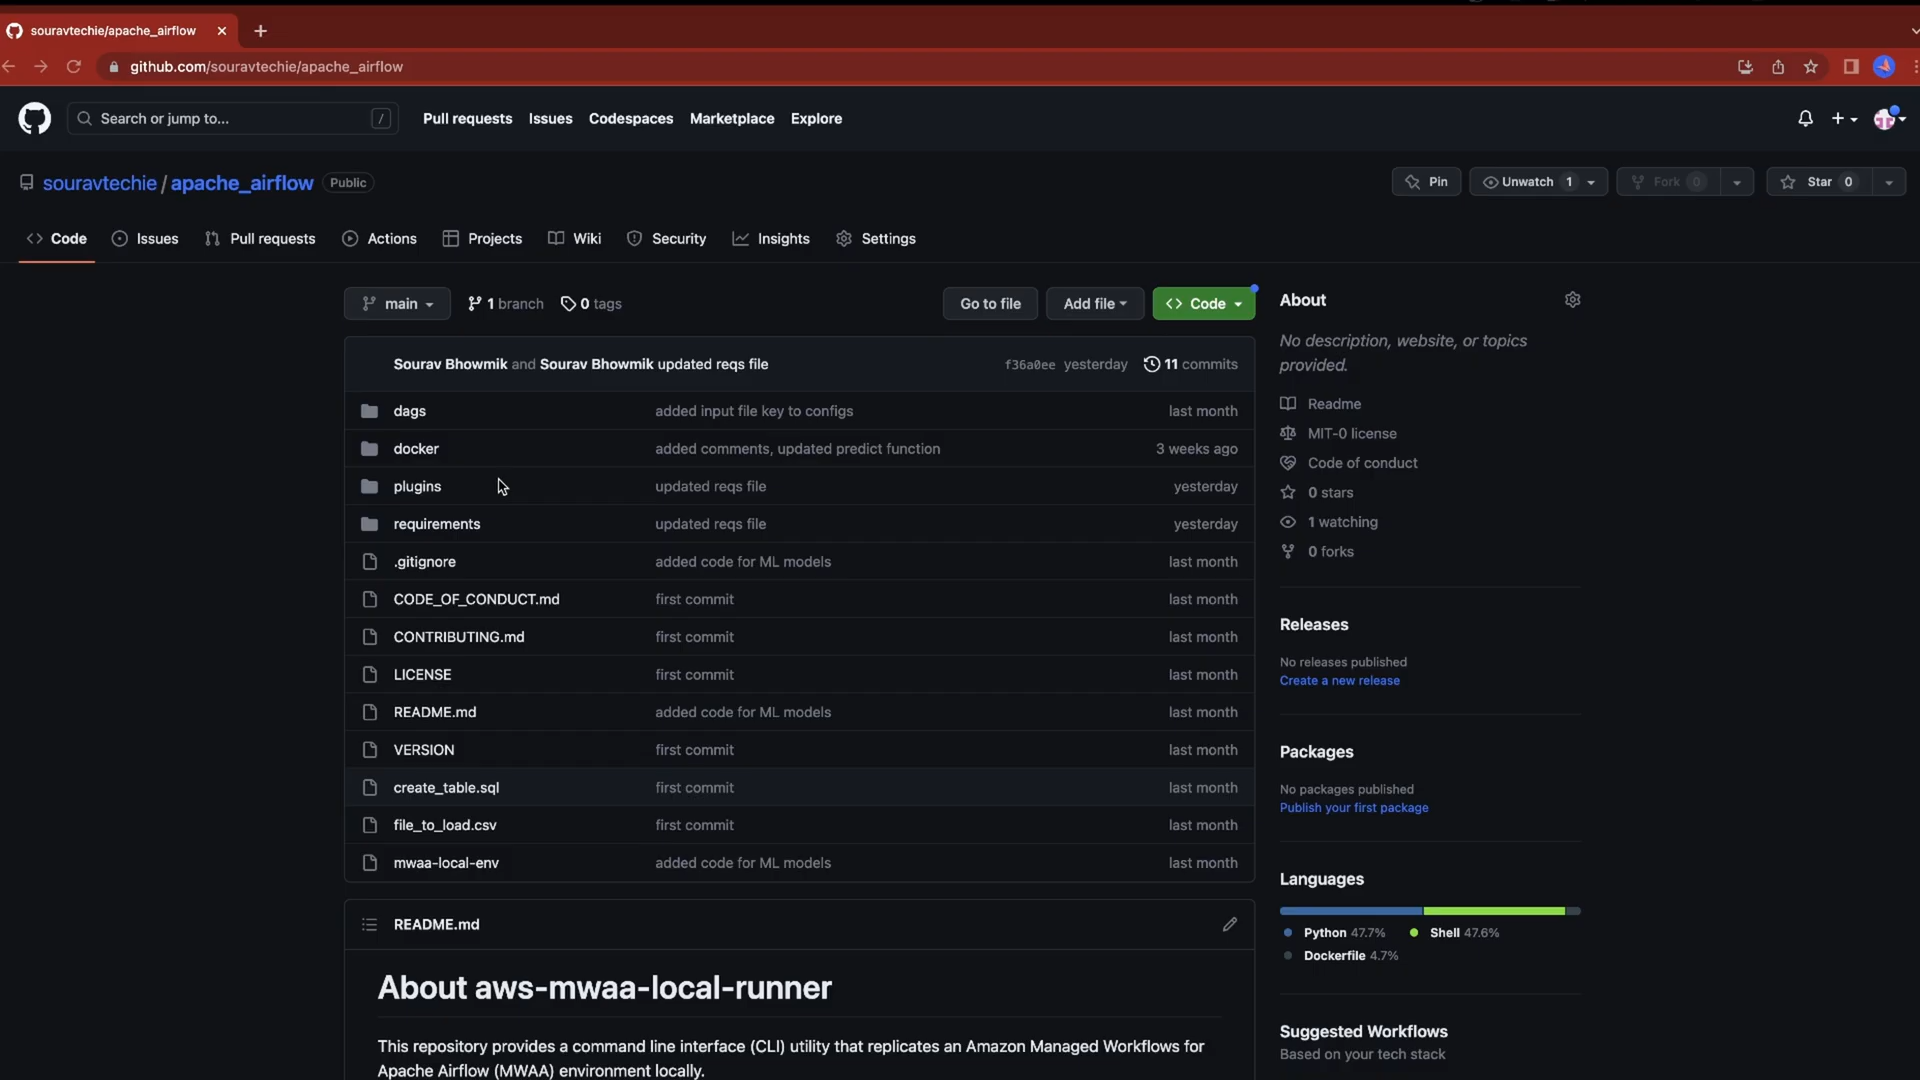 souravtechie/apache_airflow
github.com/souravtechie/apache_airflow
Search or jump to... /
Pull requests Issues Codespaces Marketplace Explore
souravtechie / apache_airflow Public
Pin Unwatch 1 Fork 0 Star 0
Code Issues Pull requests Actions Projects Wiki Security Insights Settings
main 1 branch 0 tags Go to file Add file Code
Sourav Bhowmik and Sourav Bhowmik updated reqs file f36a0ee yesterday 11 commits
dags added input file key to configs last month
docker added comments, updated predict function 3 weeks ago
plugins updated reqs file yesterday
requirements updated reqs file yesterday
.gitignore added code for ML models last month
CODE_OF_CONDUCT.md first commit last month
CONTRIBUTING.md first commit last month
LICENSE first commit last month
README.md added code for ML models last month
VERSION first commit last month
create_table.sql first commit last month
file_to_load.csv first commit last month
mwaa-local-env added code for ML models last month
README.md
About aws-mwaa-local-runner
This repository provides a command line interface (CLI) utility that replicates an Amazon Managed Workflows for
Apache Airflow (MWAA) environment locally.
About
No description, website, or topics
provided.
Readme
MIT-0 license
Code of conduct
0 stars
1 watching
0 forks
Releases
No releases published
Create a new release
Packages
No packages published
Publish your first package
Languages
Python 47.7% Shell 47.6%
Dockerfile 4.7%
Suggested Workflows
Based on your tech stack